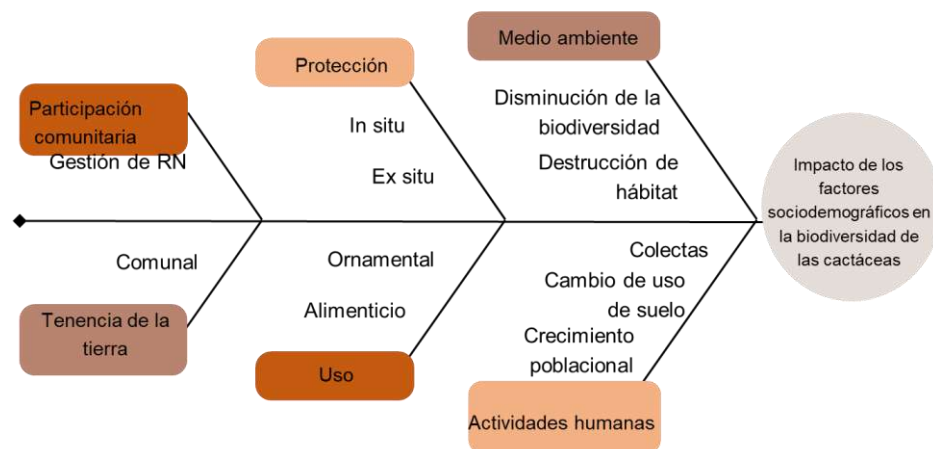 Medio ambiente
Protección
Disminución de la
biodiversidad
Participación
comunitaria
In situ
Gestión de RN
Destrucción de
hábitat
Ex situ
Impacto de los
factores
sociodemográficos en
la biodiversidad de
las cactáceas
Comunal
Ornamental
Colectas
Cambio de uso
de suelo
Alimenticio
Tenencia de la
tierra
Crecimiento
poblacional
Uso
Actividades humanas